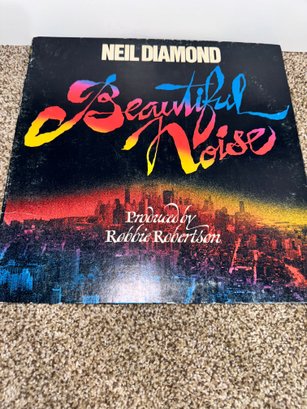 NEIL DIAMOND
Beautiful
Noise
Produced by
Robbie Robertson